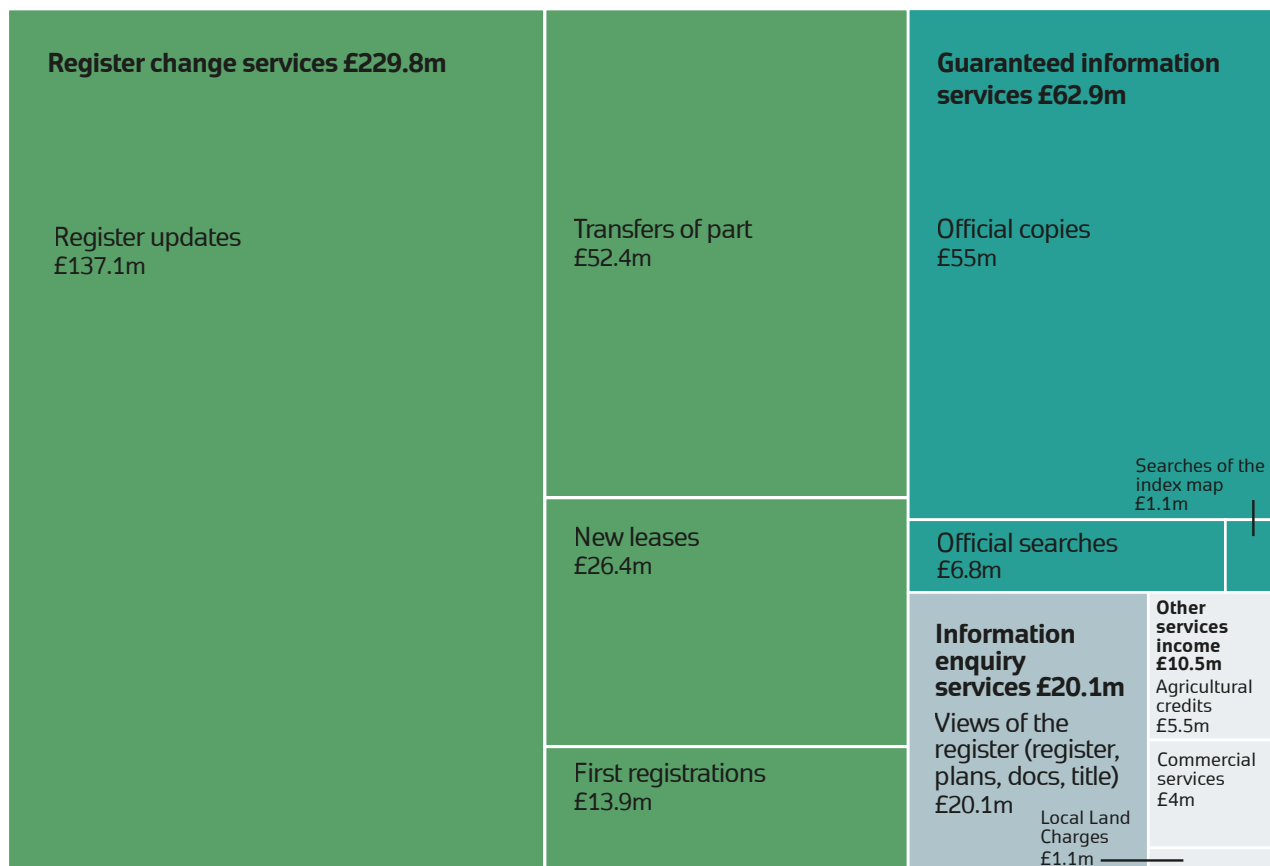 Register change services £229.8m
Register updates
£137.1m
Transfers of part
£52.4m
New leases
£26.4m
First registrations
£13.9m
Guaranteed information
services £62.9m
Official copies
£55m
Searches of the
index map
£1.1m
Official searches
£6.8m
Information
enquiry
services £20.1m
Views of the
register (register,
plans, docs, title)
£20.1m
Other
services
income
£10.5m
Agricultural
credits
£5.5m
Commercial
services
£4m
Local Land
Charges
£1.1m